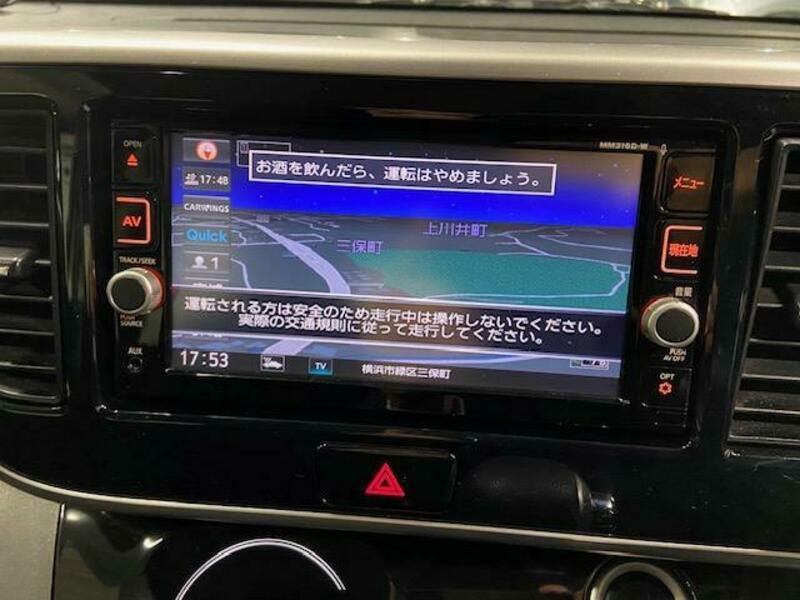 MM316D-W
OPEN
お酒を飲んだら、運転はやめましょう。
メニュー
17:48
CARWINGS
AV
上川井町
Quick
三保町
現在地
1
TRACK/SEEK
音量
運転される方は安全のため走行中は操作しないでください。
実際の交通規則に従って走行してください。
PUSH
SOURCE
PUSH
AV OFF
AUX
17:53
TV
横浜市緑区三保町
OPT